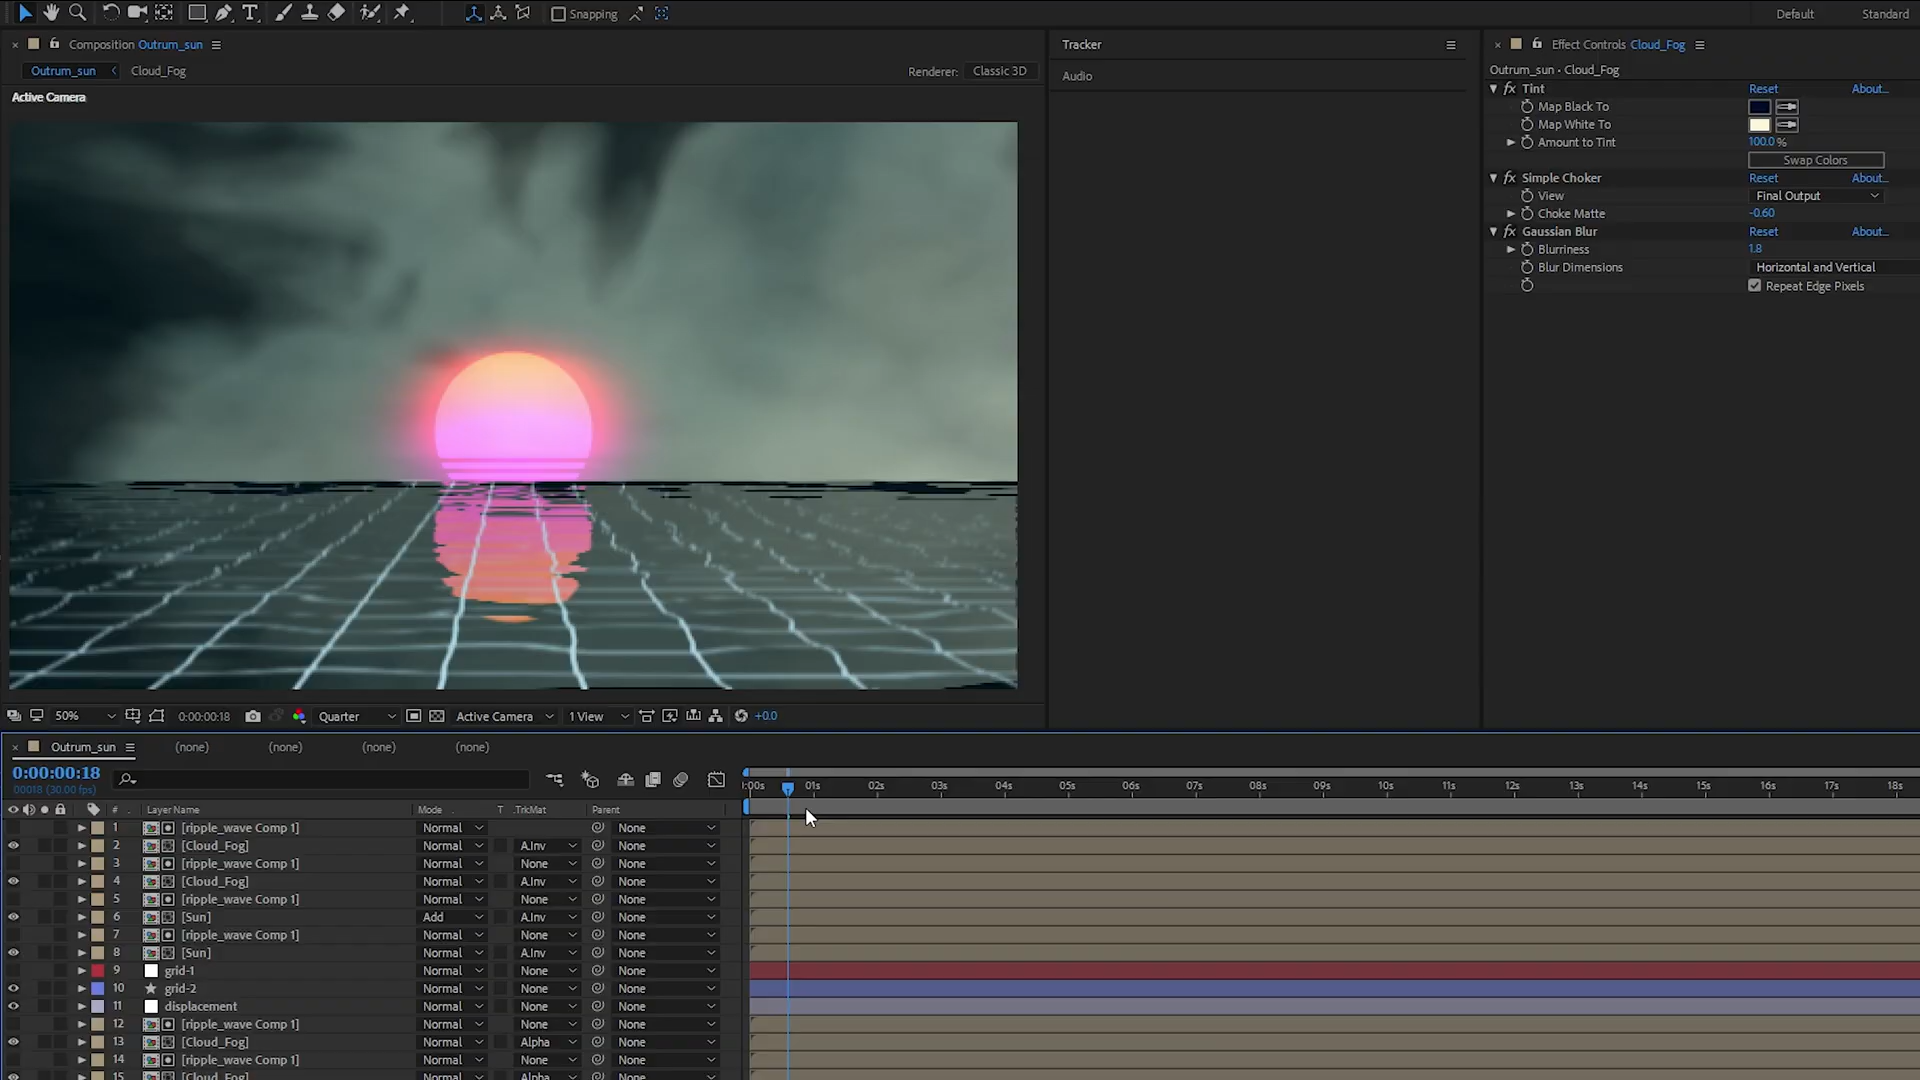 Snapping
Default
Standard
Composition Outrum_sun
Tracker
Effect Controls Cloud_Fog
Outrum_sun
Cloud_Fog
Renderer: Classic 3D
Audio
Outrum_sun • Cloud_Fog
Active Camera
fx Tint Reset About...
Map Black To
Map White To
Amount to Tint 100.0 %
Swap Colors
fx Simple Choker Reset About...
View Final Output
Choke Matte -0.60
fx Gaussian Blur Reset About...
Blurriness 1.8
Blur Dimensions Horizontal and Vertical
Repeat Edge Pixels
50% 0:00:00:18 Quarter Active Camera 1 View +0.0
Outrum_sun (none) (none) (none) (none)
0:00:00:18
00018 (30.00 fps)
:00s 01s 02s 03s 04s 05s 06s 07s 08s 09s 10s 11s 12s 13s 14s 15s 16s 17s 18s
# Layer Name Mode T .TrkMat Parent
1 [ripple_wave Comp 1] Normal None
2 [Cloud_Fog] Normal A.Inv None
3 [ripple_wave Comp 1] Normal None None
4 [Cloud_Fog] Normal A.Inv None
5 [ripple_wave Comp 1] Normal None None
6 [Sun] Add A.Inv None
7 [ripple_wave Comp 1] Normal None None
8 [Sun] Normal A.Inv None
9 grid-1 Normal None None
10 grid-2 Normal None None
11 displacement Normal None None
12 [ripple_wave Comp 1] Normal None None
13 [Cloud_Fog] Normal Alpha None
14 [ripple_wave Comp 1] Normal None None
15 [Cloud_Fog] Normal Alpha None